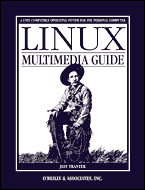 A UNIX COMPATIBLE OPERATING SYSTEM FOR THE PERSONAL COMPUTER
LINUX
MULTIMEDIA GUIDE
JEFF TRANTER
O'REILLY & ASSOCIATES, INC.